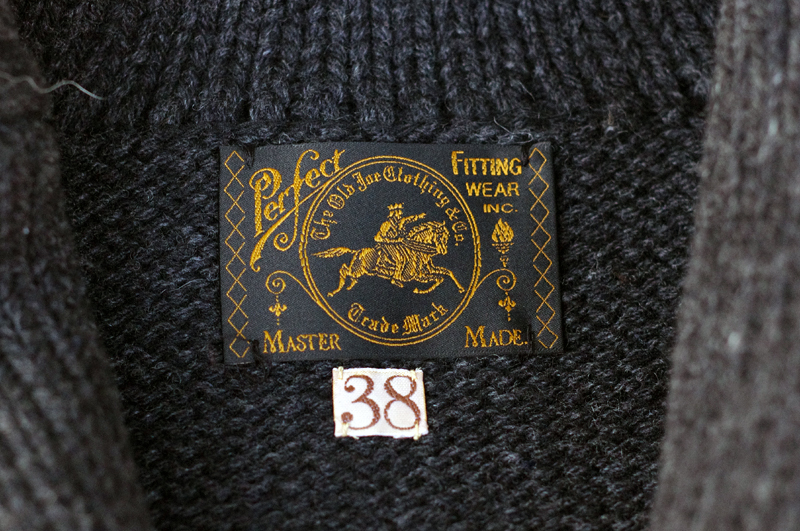 Perfect
FITTING
WEAR
INC.
The Old Joe Clothing & Co.
Trade Mark
MASTER MADE.
38